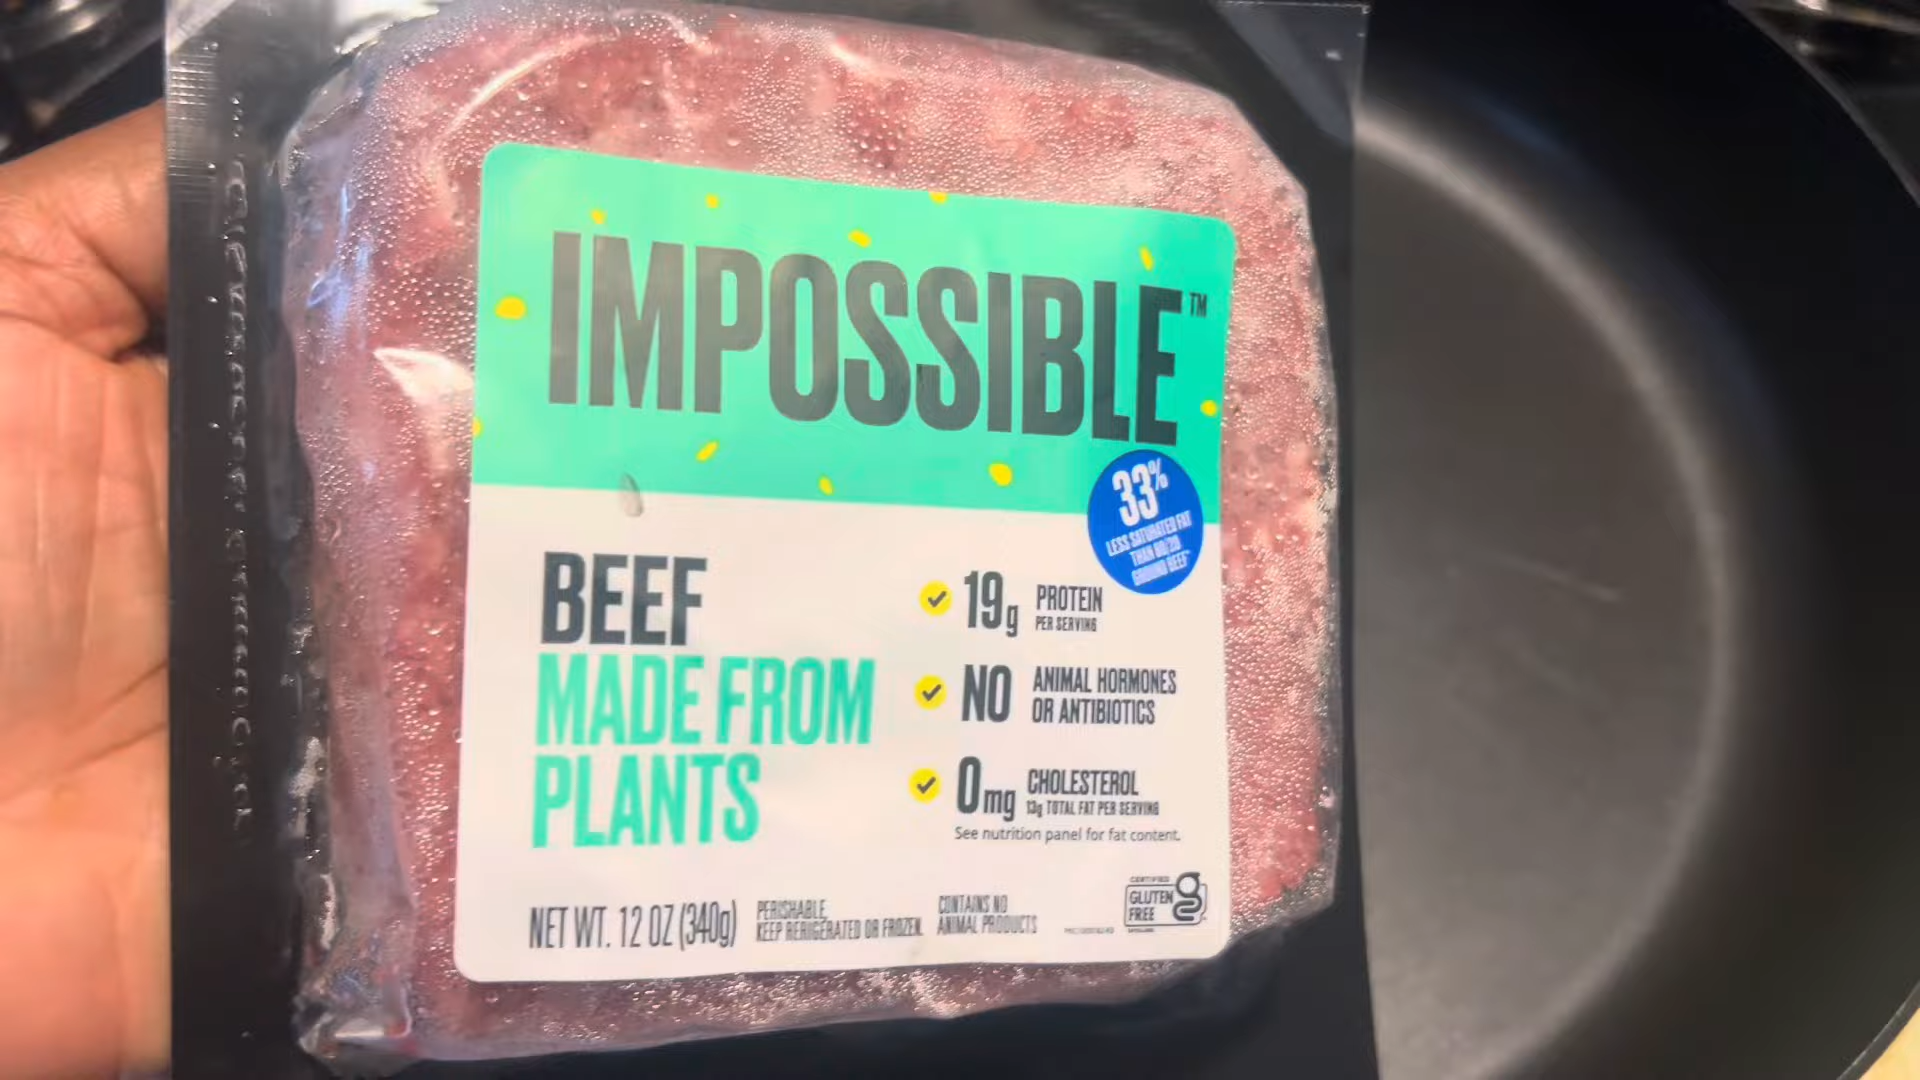 IMPOSSIBLE™
33%
LESS SATURATED FAT
THAN 80/20
GROUND BEEF*
BEEF
MADE FROM
PLANTS
19g PROTEIN
PER SERVING
NO ANIMAL HORMONES
OR ANTIBIOTICS
0mg CHOLESTEROL
13g TOTAL FAT PER SERVING
See nutrition panel for fat content.
NET WT. 12 OZ (340g)
PERISHABLE,
KEEP REFRIGERATED OR FROZEN.
CONTAINS NO
ANIMAL PRODUCTS
CERTIFIED
GLUTEN
FREE